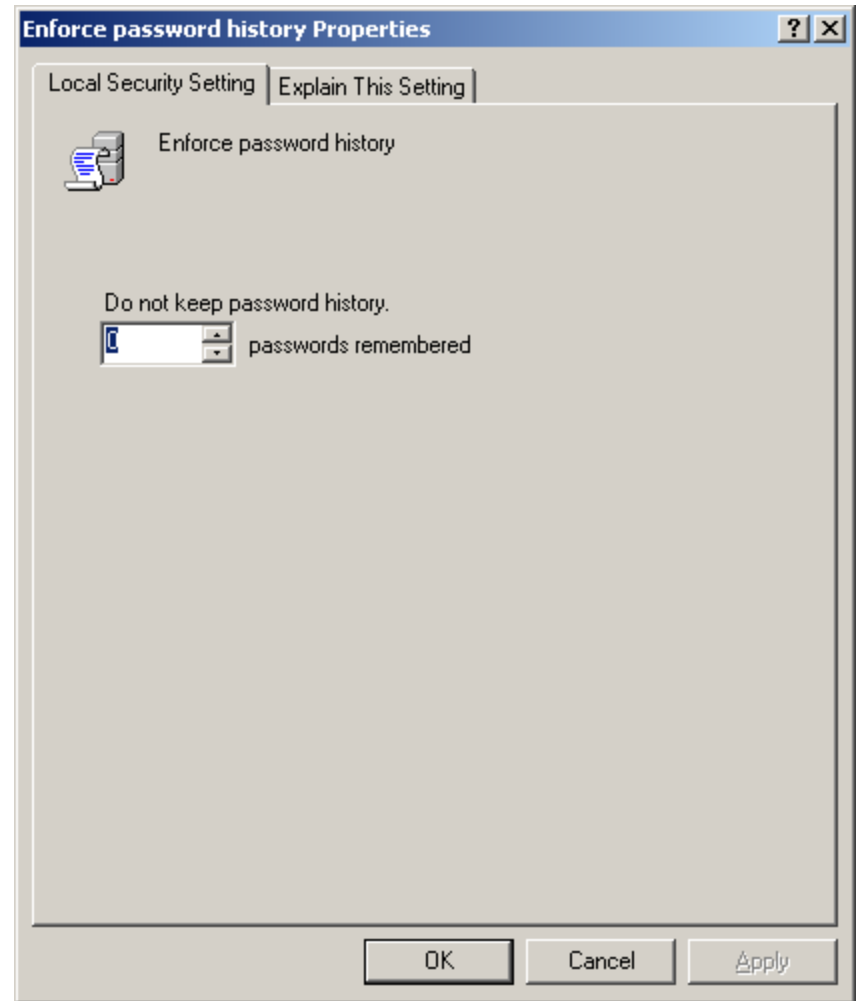 Enforce password history Properties
Local Security Setting Explain This Setting
Enforce password history
Do not keep password history.
0 passwords remembered
OK Cancel Apply